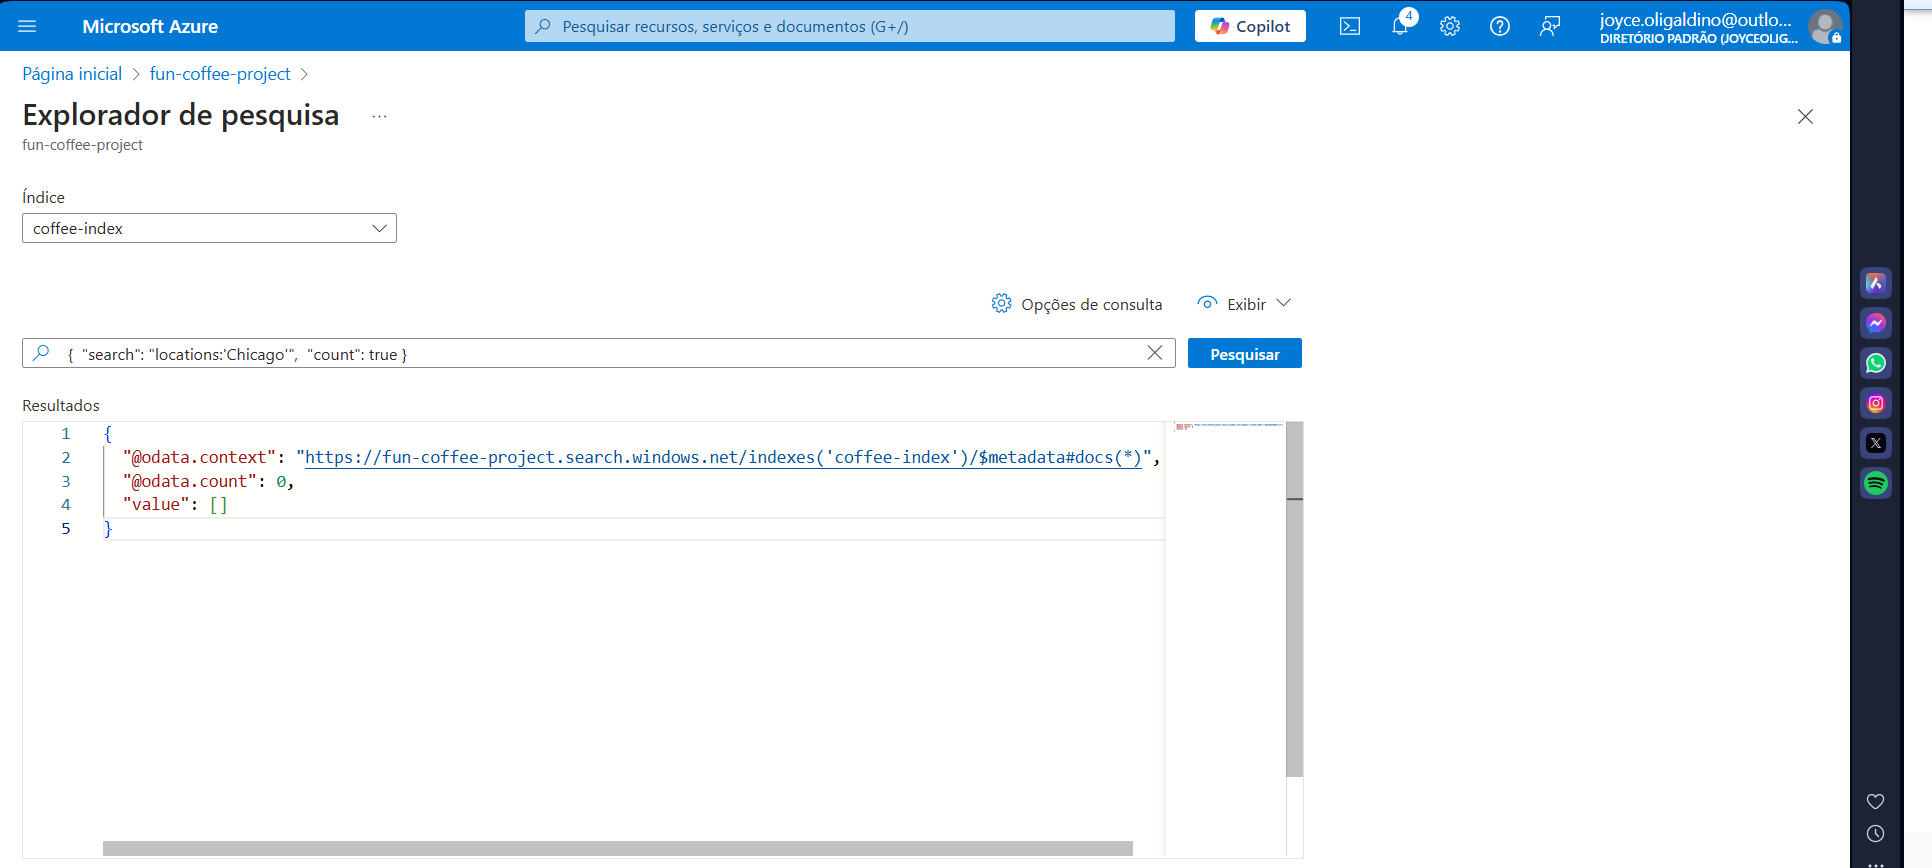 Microsoft Azure
Pesquisar recursos, serviços e documentos (G+/)
Copilot
4
joyce.oligaldino@outlo...
DIRETÓRIO PADRÃO (JOYCEOLIG...
Página inicial > fun-coffee-project >
Explorador de pesquisa ...
fun-coffee-project
Índice
coffee-index
Opções de consulta
Exibir
{ "search": "locations:'Chicago'", "count": true }
Pesquisar
Resultados
1 {
2 "@odata.context": "https://fun-coffee-project.search.windows.net/indexes('coffee-index')/$metadata#docs(*)",
3 "@odata.count": 0,
4 "value": []
5 }